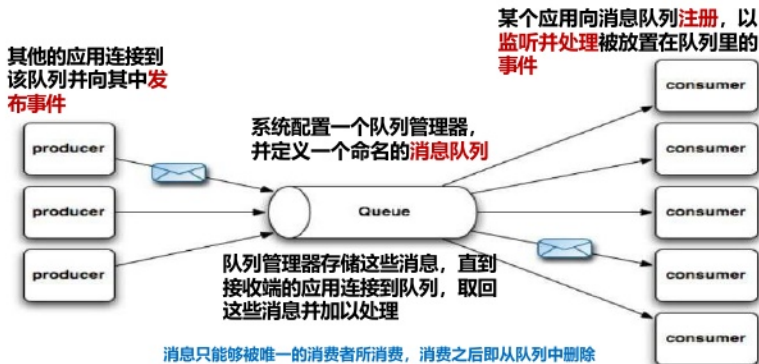 其他的应用连接到
该队列并向其中发
布事件
某个应用向消息队列注册，以
监听并处理被放置在队列里的
事件
系统配置一个队列管理器，
并定义一个命名的消息队列
producer
producer
producer
Queue
consumer
consumer
consumer
consumer
consumer
队列管理器存储这些消息，直到
接收端的应用连接到队列，取回
这些消息并加以处理
消息只能够被唯一的消费者所消费，消费之后即从队列中删除